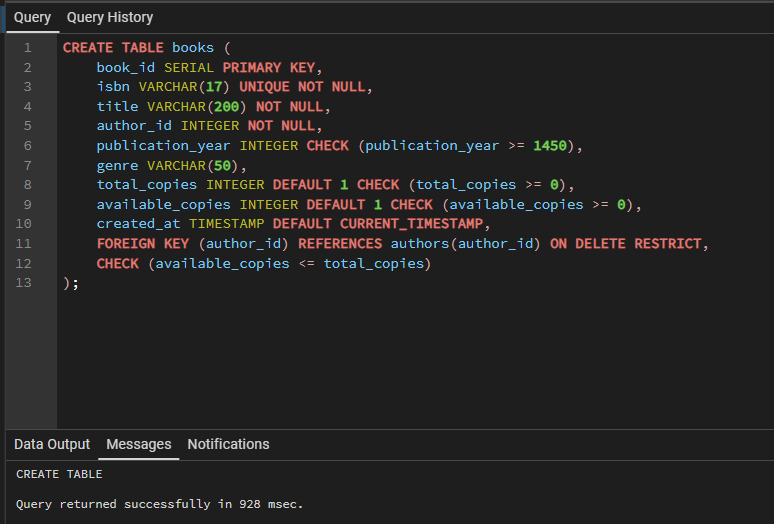 Query Query History
1 CREATE TABLE books (
2     book_id SERIAL PRIMARY KEY,
3     isbn VARCHAR(17) UNIQUE NOT NULL,
4     title VARCHAR(200) NOT NULL,
5     author_id INTEGER NOT NULL,
6     publication_year INTEGER CHECK (publication_year >= 1450),
7     genre VARCHAR(50),
8     total_copies INTEGER DEFAULT 1 CHECK (total_copies >= 0),
9     available_copies INTEGER DEFAULT 1 CHECK (available_copies >= 0),
10     created_at TIMESTAMP DEFAULT CURRENT_TIMESTAMP,
11     FOREIGN KEY (author_id) REFERENCES authors(author_id) ON DELETE RESTRICT,
12     CHECK (available_copies <= total_copies)
13 );
Data Output Messages Notifications
CREATE TABLE
Query returned successfully in 928 msec.